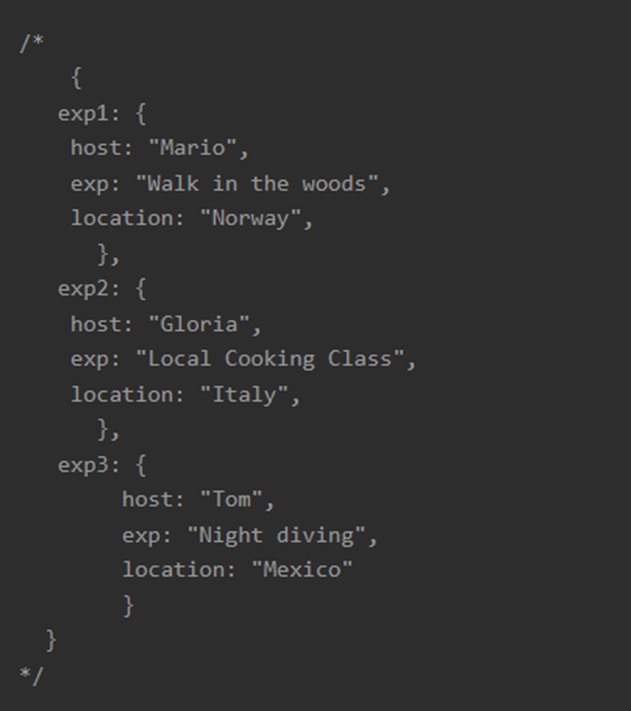 /*
    {
   exp1: {
    host: "Mario",
    exp: "Walk in the woods",
    location: "Norway",
      },
   exp2: {
    host: "Gloria",
    exp: "Local Cooking Class",
    location: "Italy",
      },
   exp3: {
        host: "Tom",
        exp: "Night diving",
        location: "Mexico"
        }
  }
*/